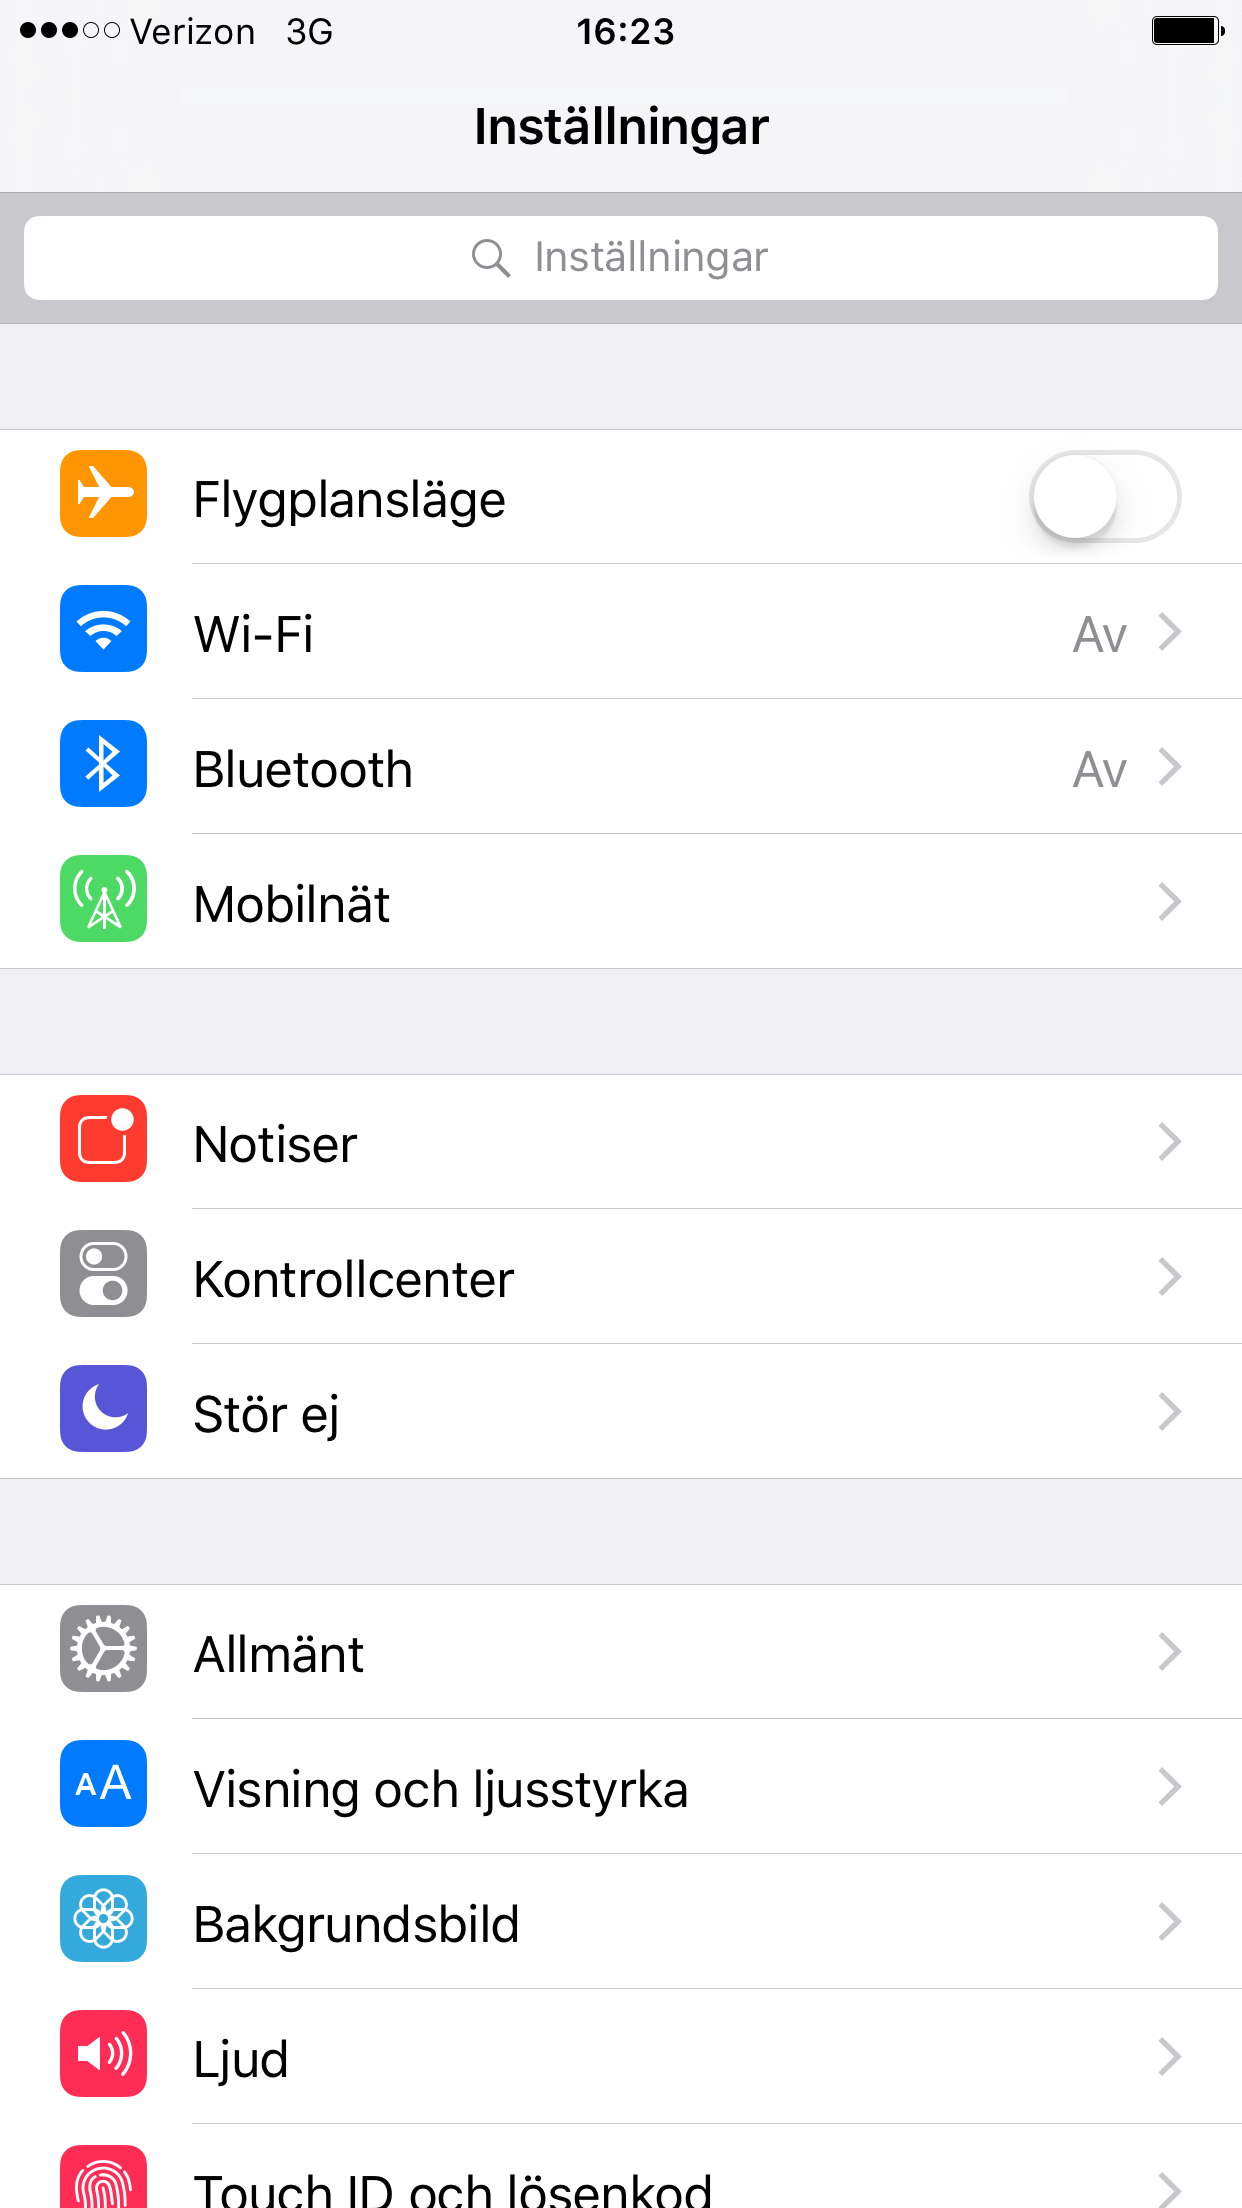 Verizon 3G 16:23
Inställningar
Inställningar
Flygplansläge
Wi-Fi Av
Bluetooth Av
Mobilnät
Notiser
Kontrollcenter
Stör ej
Allmänt
AA Visning och ljusstyrka
Bakgrundsbild
Ljud
Touch ID och lösenkod